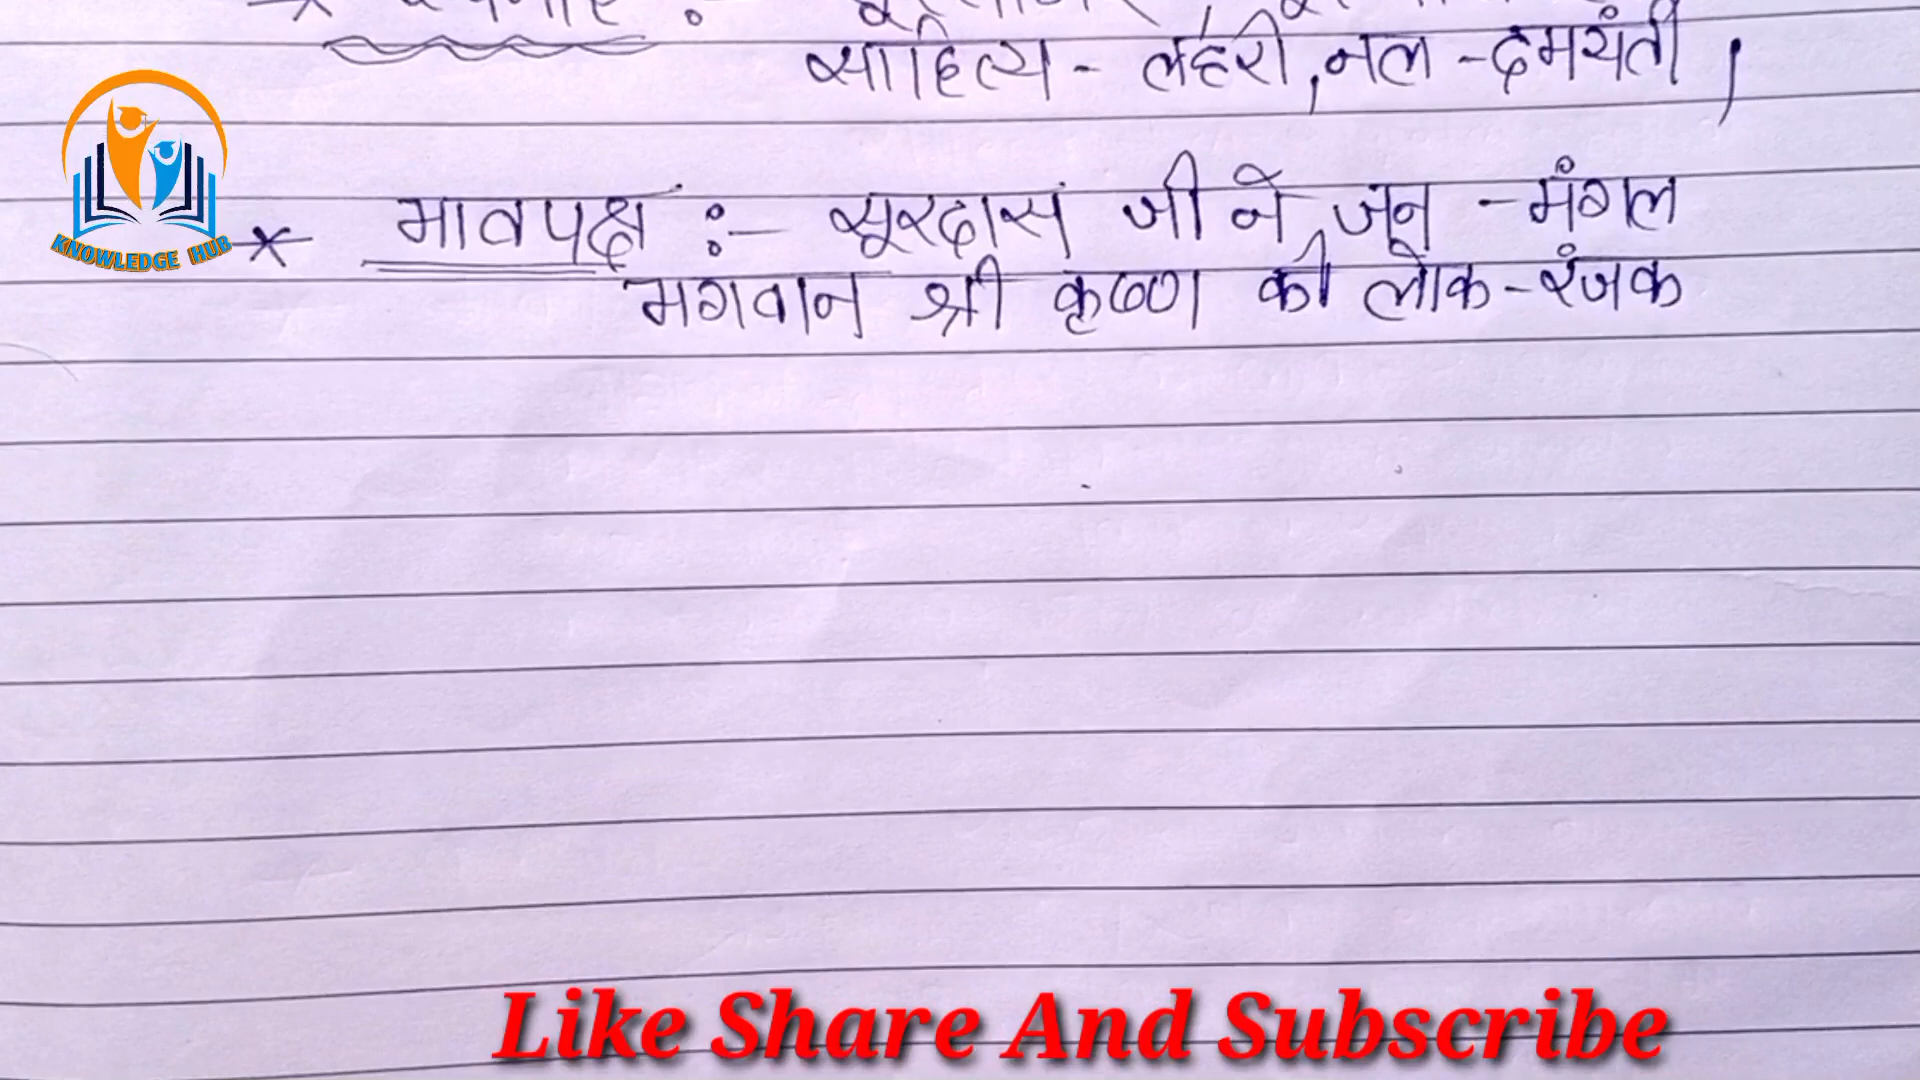 साहित्य - लहरी, नल - दमयंती ,
* भावपक्ष :- सूरदास जी ने जन - मंगल
भगवान श्री कृष्ण की लोक - रंजक
KNOWLEDGE HUB
Like Share And Subscribe